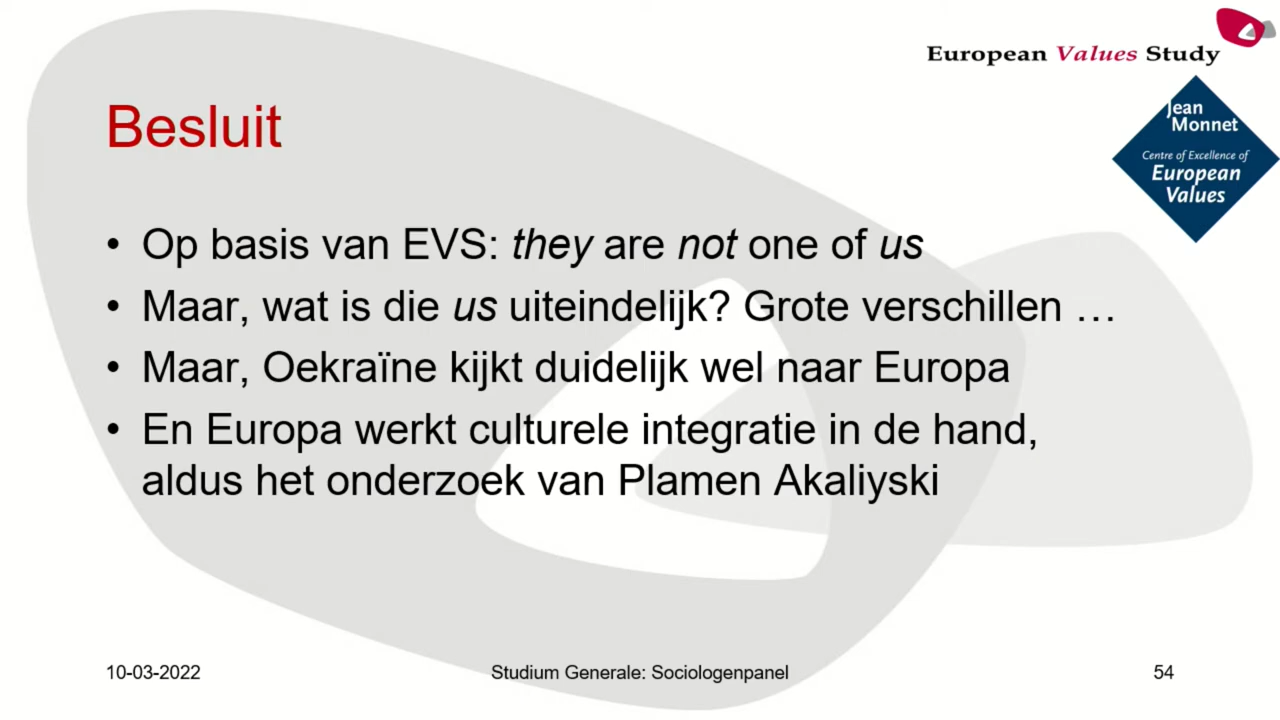 European Values Study
Jean
Monnet
Centre of Excellence of
European
Values
Besluit
• Op basis van EVS: they are not one of us
• Maar, wat is die us uiteindelijk? Grote verschillen …
• Maar, Oekraïne kijkt duidelijk wel naar Europa
• En Europa werkt culturele integratie in de hand,
aldus het onderzoek van Plamen Akaliyski
10-03-2022
Studium Generale: Sociologenpanel
54